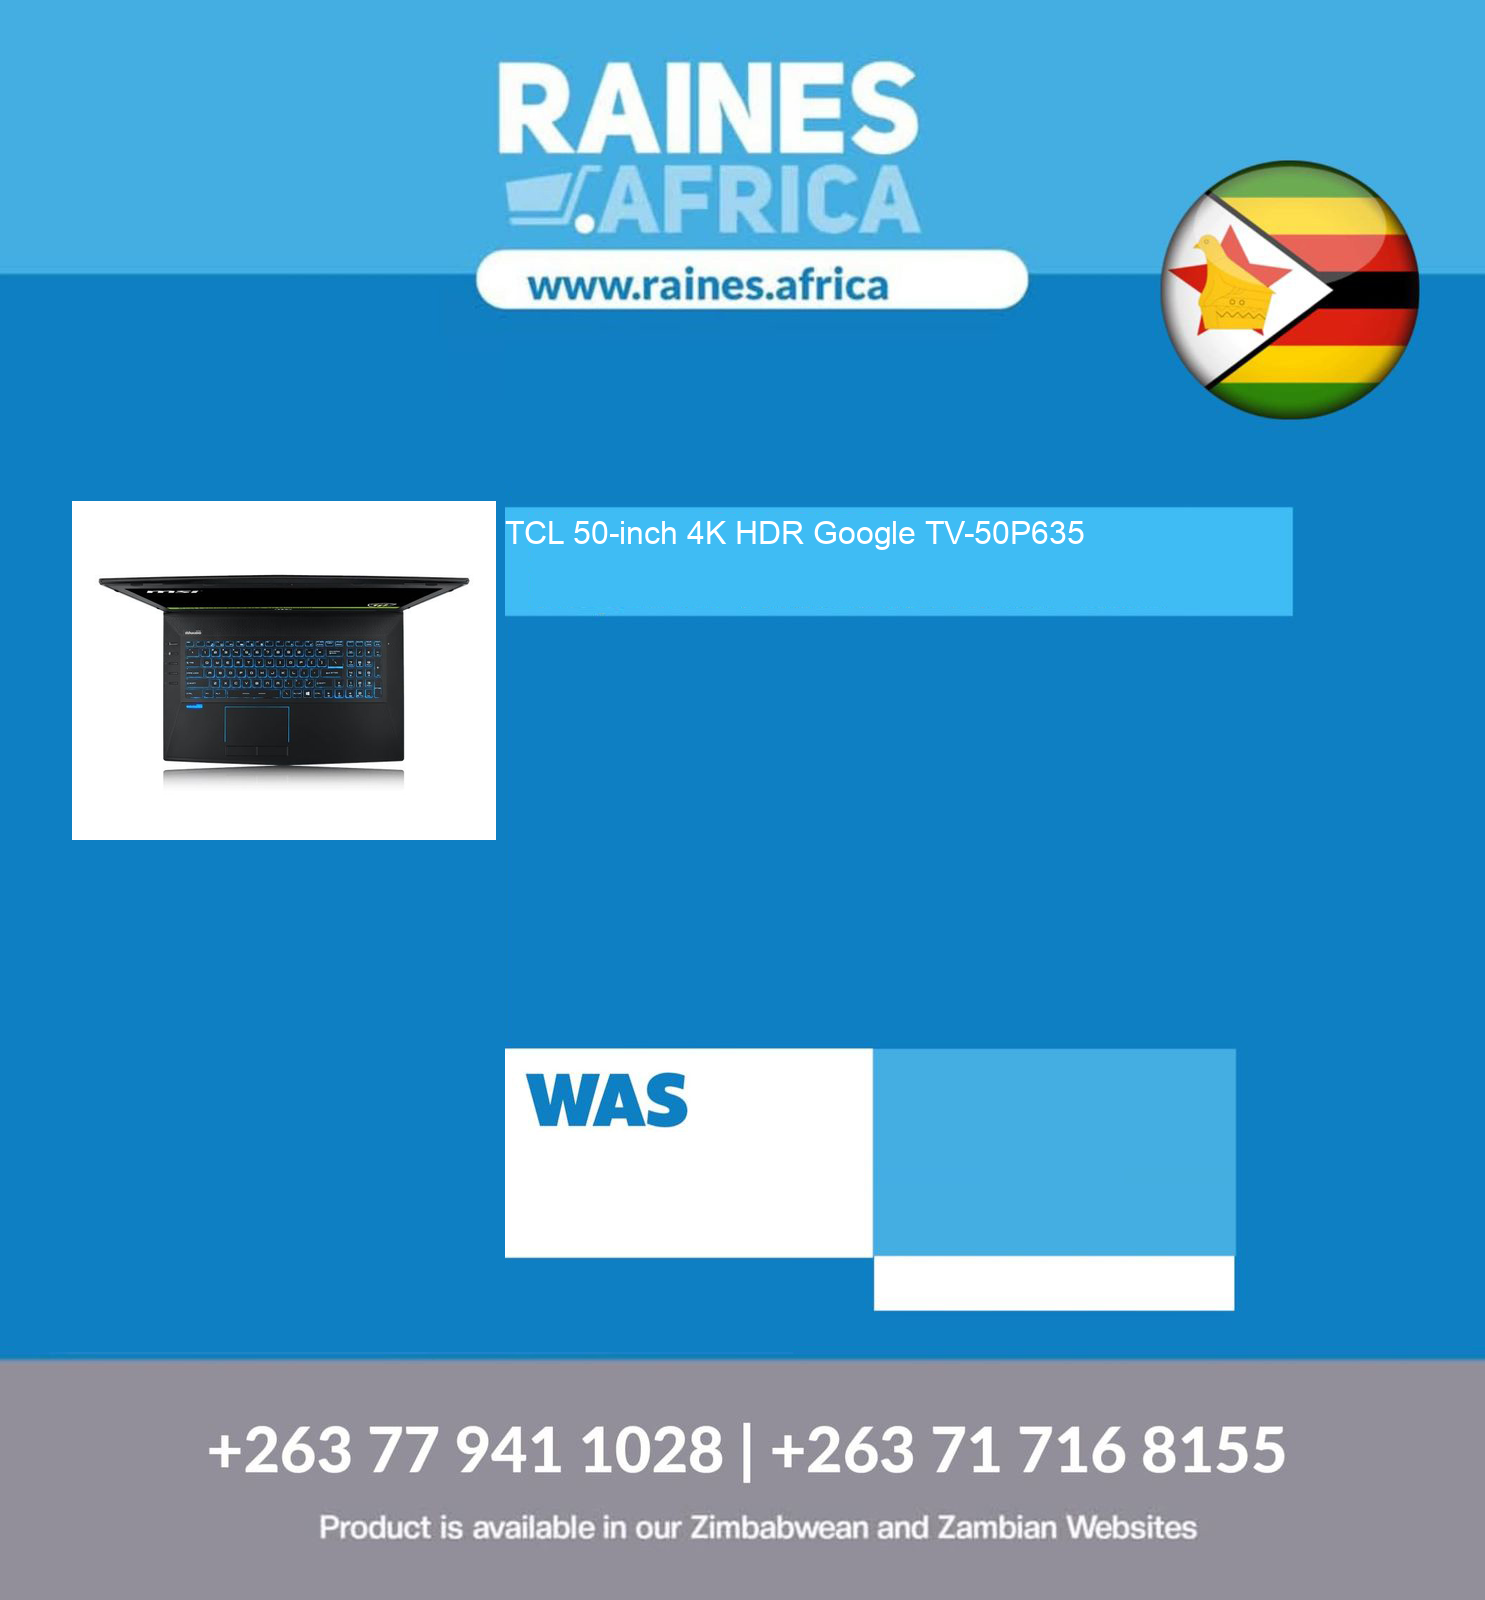 RAINES
.AFRICA
www.raines.africa
TCL 50-inch 4K HDR Google TV-50P635
msi
WAS
+263 77 941 1028 | +263 71 716 8155
Product is available in our Zimbabwean and Zambian Websites